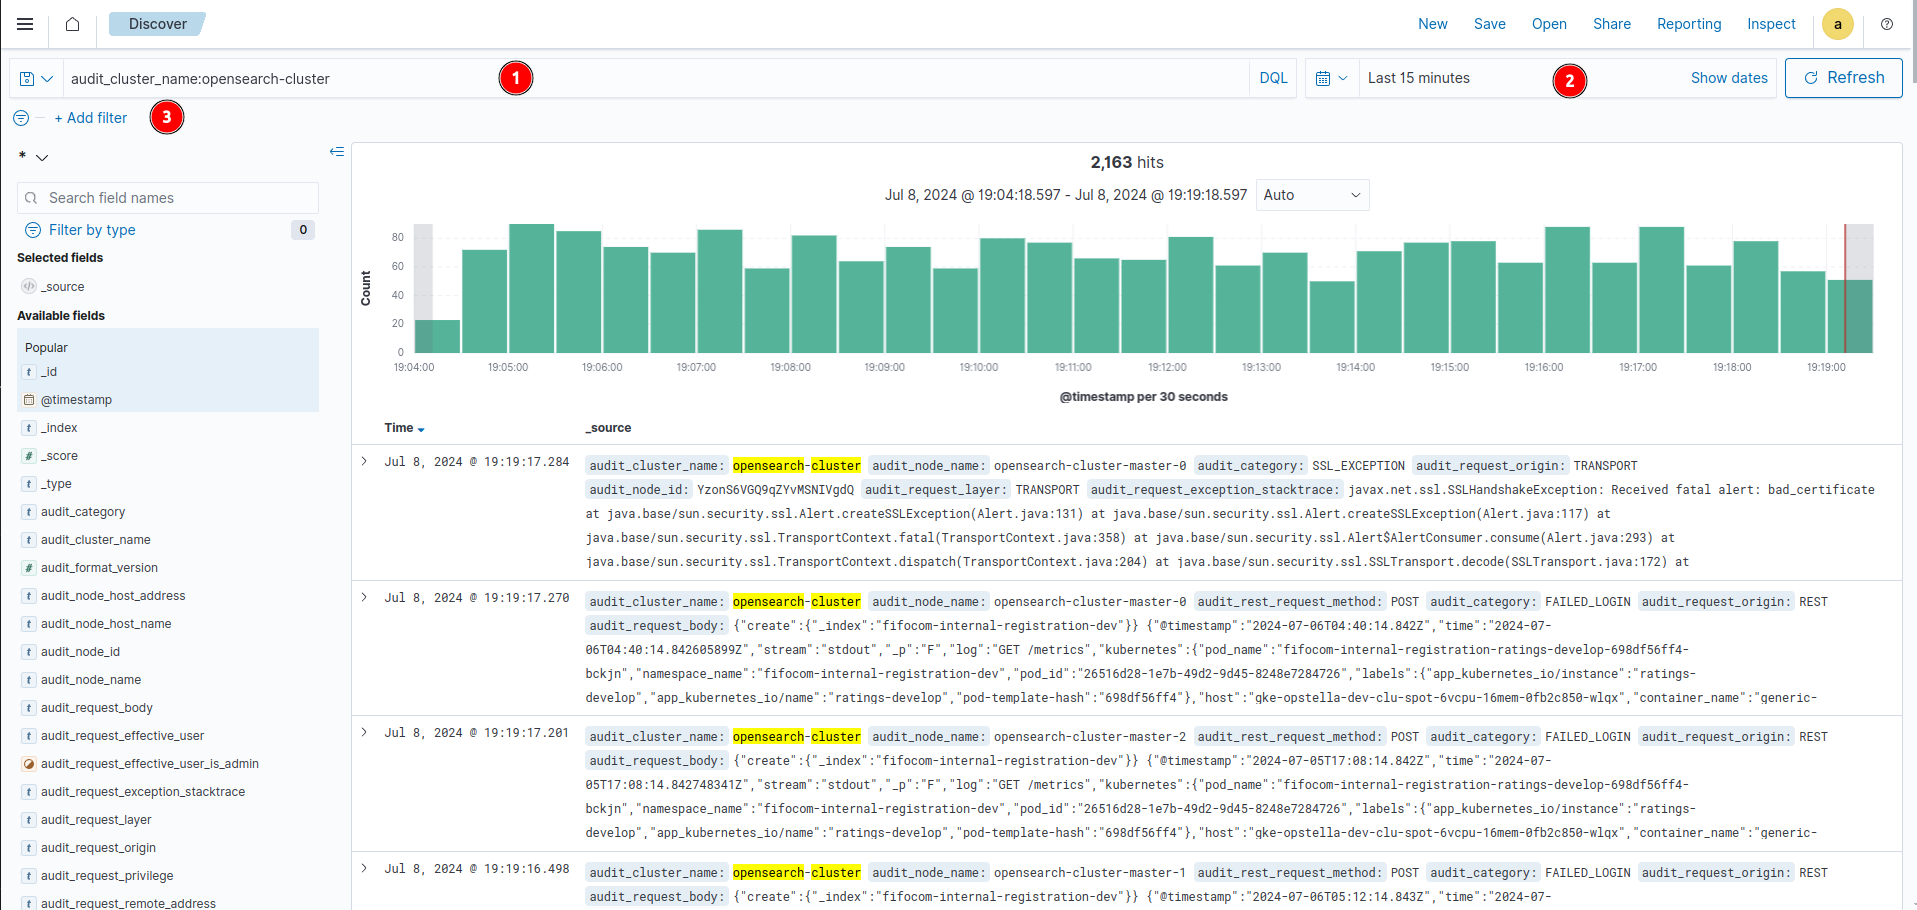 Discover
New Save Open Share Reporting Inspect a
audit_cluster_name:opensearch-cluster 1 DQL Last 15 minutes 2 Show dates Refresh
+ Add filter 3
*
Search field names
Filter by type 0
Selected fields
_source
Available fields
Popular
_id
@timestamp
_index
_score
_type
audit_category
audit_cluster_name
audit_format_version
audit_node_host_address
audit_node_host_name
audit_node_id
audit_node_name
audit_request_body
audit_request_effective_user
audit_request_effective_user_is_admin
audit_request_exception_stacktrace
audit_request_layer
audit_request_origin
audit_request_privilege
audit_request_remote_address
2,163 hits
Jul 8, 2024 @ 19:04:18.597 - Jul 8, 2024 @ 19:19:18.597 Auto
Count
80
60
40
20
0
19:04:00 19:05:00 19:06:00 19:07:00 19:08:00 19:09:00 19:10:00 19:11:00 19:12:00 19:13:00 19:14:00 19:15:00 19:16:00 19:17:00 19:18:00 19:19:00
@timestamp per 30 seconds
Time _source
Jul 8, 2024 @ 19:19:17.284 audit_cluster_name: opensearch-cluster audit_node_name: opensearch-cluster-master-0 audit_category: SSL_EXCEPTION audit_request_origin: TRANSPORT
audit_node_id: YzonS6VGQ9qZYvMSNIVgdQ audit_request_layer: TRANSPORT audit_request_exception_stacktrace: javax.net.ssl.SSLHandshakeException: Received fatal alert: bad_certificate
at java.base/sun.security.ssl.Alert.createSSLException(Alert.java:131) at java.base/sun.security.ssl.Alert.createSSLException(Alert.java:117) at
java.base/sun.security.ssl.TransportContext.fatal(TransportContext.java:358) at java.base/sun.security.ssl.Alert$AlertConsumer.consume(Alert.java:293) at
java.base/sun.security.ssl.TransportContext.dispatch(TransportContext.java:204) at java.base/sun.security.ssl.SSLTransport.decode(SSLTransport.java:172) at
Jul 8, 2024 @ 19:19:17.270 audit_cluster_name: opensearch-cluster audit_node_name: opensearch-cluster-master-0 audit_rest_request_method: POST audit_category: FAILED_LOGIN audit_request_origin: REST
audit_request_body: {"create":{"_index":"fifocom-internal-registration-dev"}} {"@timestamp":"2024-07-06T04:40:14.842Z","time":"2024-07-
06T04:40:14.842605899Z","stream":"stdout","_p":"F","log":"GET /metrics","kubernetes":{"pod_name":"fifocom-internal-registration-ratings-develop-698df56ff4-
bckjn","namespace_name":"fifocom-internal-registration-dev","pod_id":"26516d28-1e7b-49d2-9d45-8248e7284726","labels":{"app_kubernetes_io/instance":"ratings-
develop","app_kubernetes_io/name":"ratings-develop","pod-template-hash":"698df56ff4"},"host":"gke-opstella-dev-clu-spot-6vcpu-16mem-0fb2c850-wlqx","container_name":"generic-
Jul 8, 2024 @ 19:19:17.201 audit_cluster_name: opensearch-cluster audit_node_name: opensearch-cluster-master-2 audit_rest_request_method: POST audit_category: FAILED_LOGIN audit_request_origin: REST
audit_request_body: {"create":{"_index":"fifocom-internal-registration-dev"}} {"@timestamp":"2024-07-05T17:08:14.842Z","time":"2024-07-
05T17:08:14.842748341Z","stream":"stdout","_p":"F","log":"GET /metrics","kubernetes":{"pod_name":"fifocom-internal-registration-ratings-develop-698df56ff4-
bckjn","namespace_name":"fifocom-internal-registration-dev","pod_id":"26516d28-1e7b-49d2-9d45-8248e7284726","labels":{"app_kubernetes_io/instance":"ratings-
develop","app_kubernetes_io/name":"ratings-develop","pod-template-hash":"698df56ff4"},"host":"gke-opstella-dev-clu-spot-6vcpu-16mem-0fb2c850-wlqx","container_name":"generic-
Jul 8, 2024 @ 19:19:16.498 audit_cluster_name: opensearch-cluster audit_node_name: opensearch-cluster-master-1 audit_rest_request_method: POST audit_category: FAILED_LOGIN audit_request_origin: REST
audit_request_body: {"create":{"_index":"fifocom-internal-registration-dev"}} {"@timestamp":"2024-07-06T05:12:14.843Z","time":"2024-07-